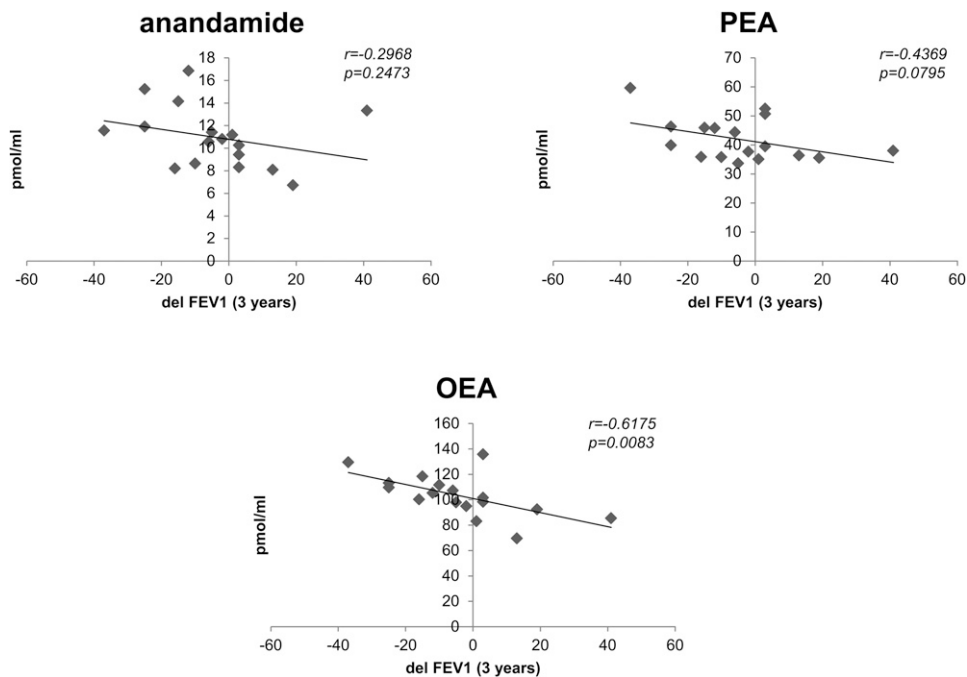 anandamide
r=-0.2968
p=0.2473
pmol/ml
18
16
14
12
10
8
6
4
2
0
-60 -40 -20 0 20 40 60
del FEV1 (3 years)
PEA
r=-0.4369
p=0.0795
pmol/ml
70
60
50
40
30
20
10
0
-60 -40 -20 0 20 40 60
del FEV1 (3 years)
OEA
r=-0.6175
p=0.0083
pmol/ml
160
140
120
100
80
60
40
20
0
-60 -40 -20 0 20 40 60
del FEV1 (3 years)